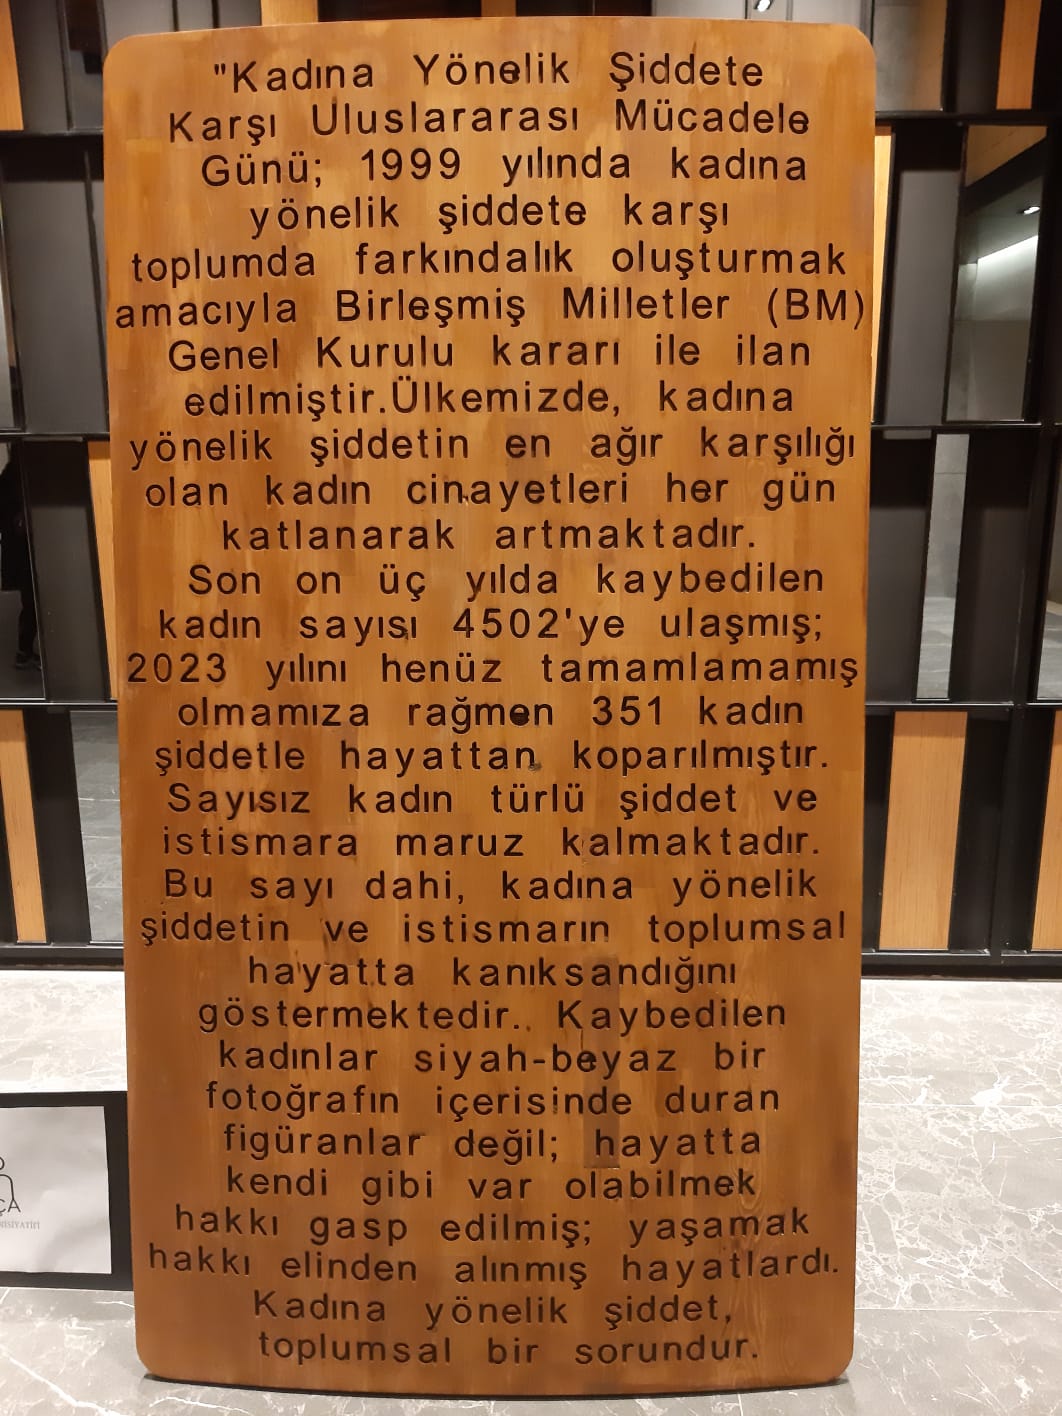 "Kadına Yönelik Şiddete
Karşı Uluslararası Mücadele
Günü; 1999 yılında kadına
yönelik şiddete karşı
toplumda farkındalık oluşturmak
amacıyla Birleşmiş Milletler (BM)
Genel Kurulu kararı ile ilan
edilmiştir.Ülkemizde, kadına
yönelik şiddetin en ağır karşılığı
olan kadın cinayetleri her gün
katlanarak artmaktadır.
Son on üç yılda kaybedilen
kadın sayısı 4502'ye ulaşmış;
2023 yılını henüz tamamlamamış
olmamıza rağmen 351 kadın
şiddetle hayattan koparılmıştır.
Sayısız kadın türlü şiddet ve
istismara maruz kalmaktadır.
Bu sayı dahi, kadına yönelik
şiddetin ve istismarın toplumsal
hayatta kanıksandığını
göstermektedir.. Kaybedilen
kadınlar siyah-beyaz bir
fotoğrafın içerisinde duran
figüranlar değil; hayatta
kendi gibi var olabilmek
hakkı gasp edilmiş; yaşamak
hakkı elinden alınmış hayatlardı.
Kadına yönelik şiddet,
toplumsal bir sorundur.